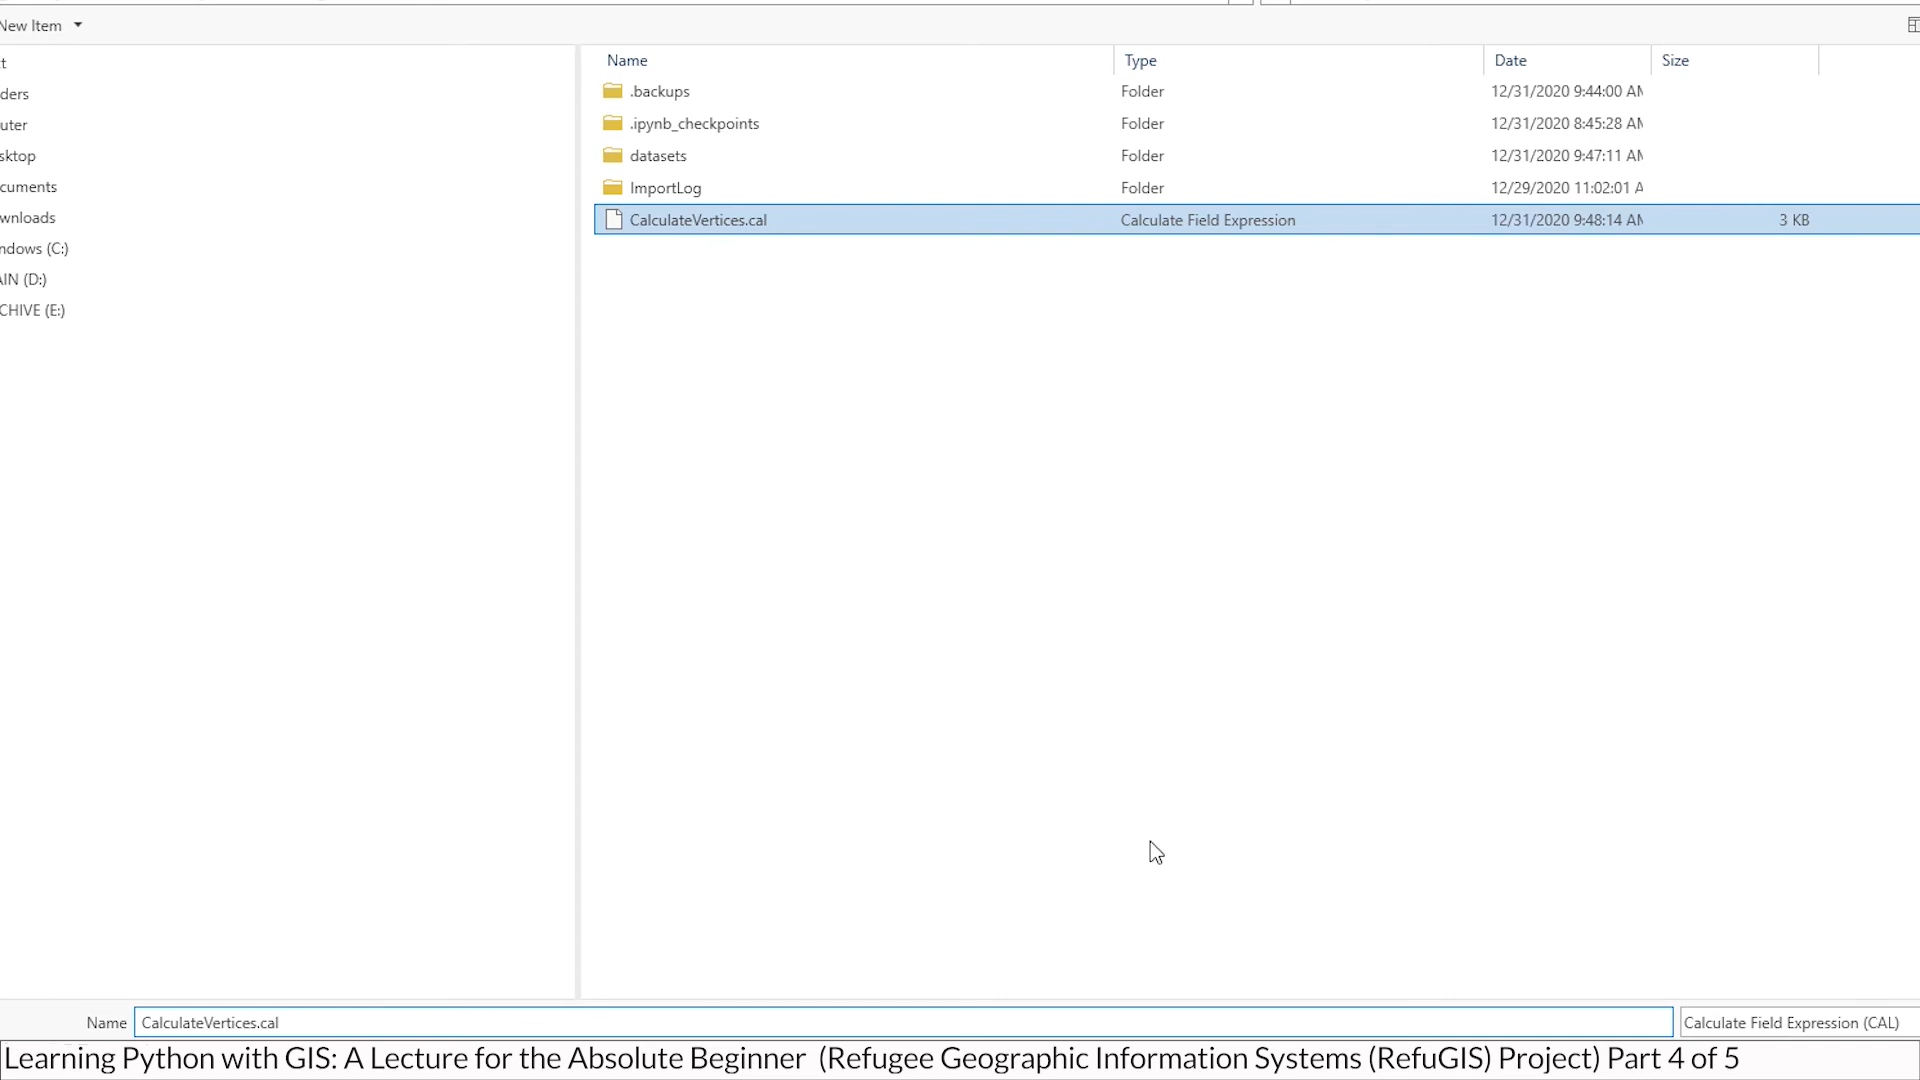 New Item
Name Type Date Size
t
ders
uter
sktop
cuments
wnloads
ndows (C:)
AIN (D:)
CHIVE (E:)
.backups Folder 12/31/2020 9:44:00 AM
.ipynb_checkpoints Folder 12/31/2020 8:45:28 AM
datasets Folder 12/31/2020 9:47:11 AM
ImportLog Folder 12/29/2020 11:02:01 A
CalculateVertices.cal Calculate Field Expression 12/31/2020 9:48:14 AM 3 KB
Name CalculateVertices.cal Calculate Field Expression (CAL)
Learning Python with GIS: A Lecture for the Absolute Beginner (Refugee Geographic Information Systems (RefuGIS) Project) Part 4 of 5